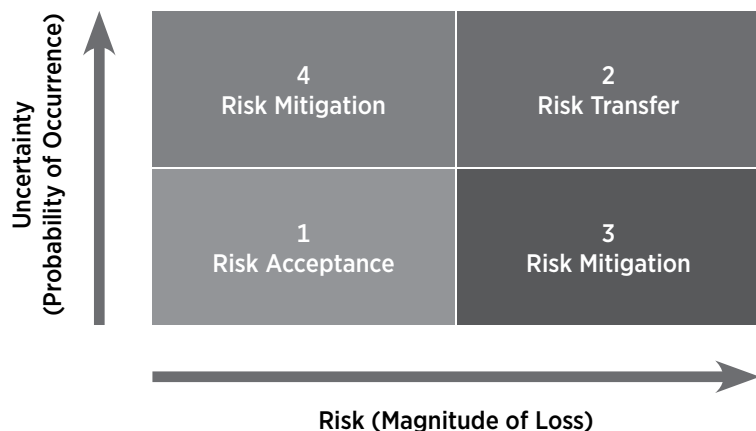 Uncertainty
(Probability of Occurrence)
4
Risk Mitigation
2
Risk Transfer
1
Risk Acceptance
3
Risk Mitigation
Risk (Magnitude of Loss)